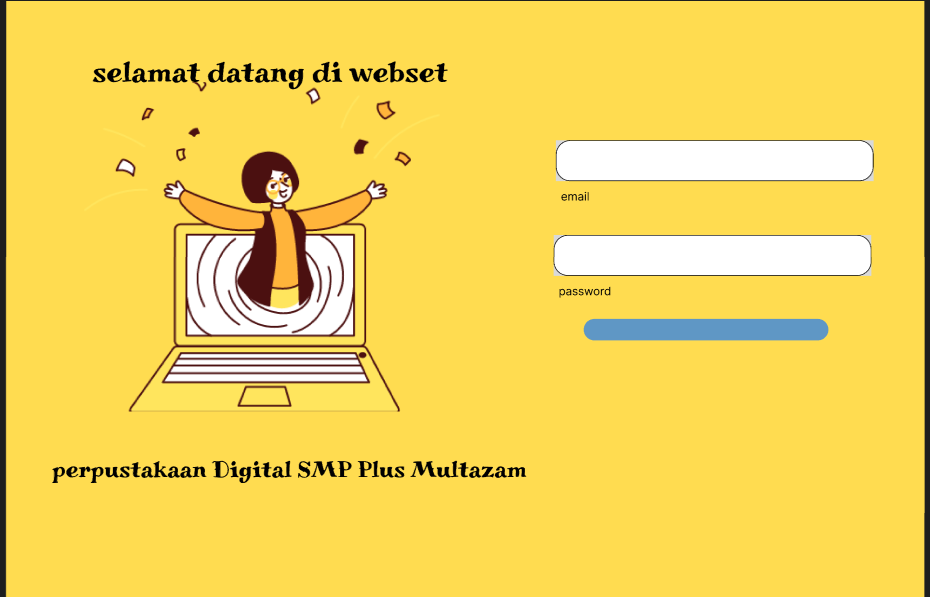 selamat datang di webset
email
password
perpustakaan Digital SMP Plus Multazam